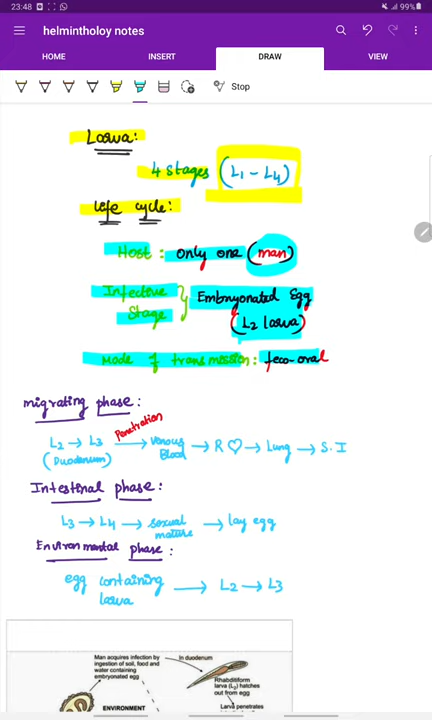 23:48
99%
helmintholoy notes
HOME INSERT DRAW VIEW
Stop
Larva:
4 stages (L1 - L4)
Life cycle:
Host : only one (man)
Infective Stage } Embryonated Egg
(L2 larva)
Mode of transmission: feco-oral
migrating phase:
L2 → L3 Penetration → venous Blood → R ♡ → Lung → S.I
(Duodenum)
Intestinal phase:
L3 → L4 → sexual mature → lay egg
Environmental phase:
egg containing larva → L2 → L3
Man acquires infection by
ingestion of soil, food and
water containing
embryonated egg
In duodenum
Rhabditiform
larva (L2) hatches
out from egg
ENVIRONMENT
Larva penetrates